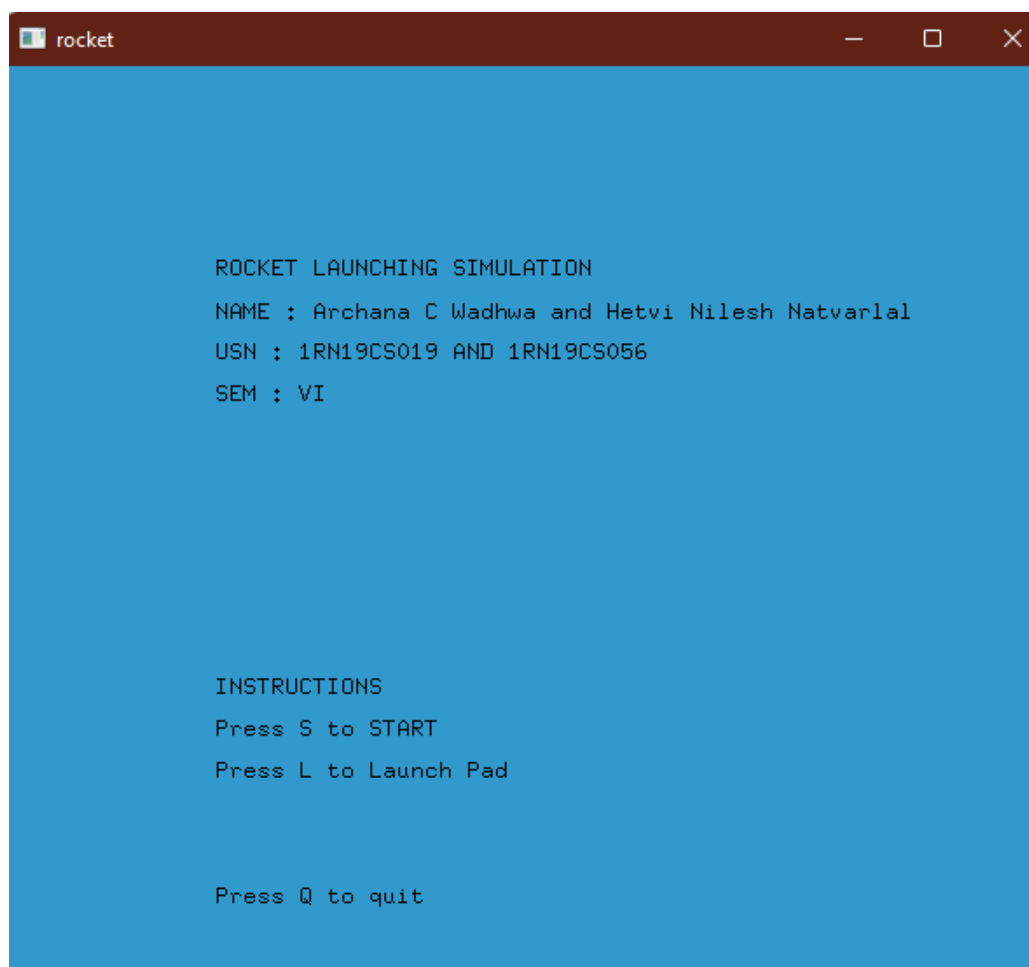 rocket
ROCKET LAUNCHING SIMULATION
NAME : Archana C Wadhwa and Hetvi Nilesh Natvarlal
USN : 1RN19CS019 AND 1RN19CS056
SEM : VI
INSTRUCTIONS
Press S to START
Press L to Launch Pad
Press Q to quit